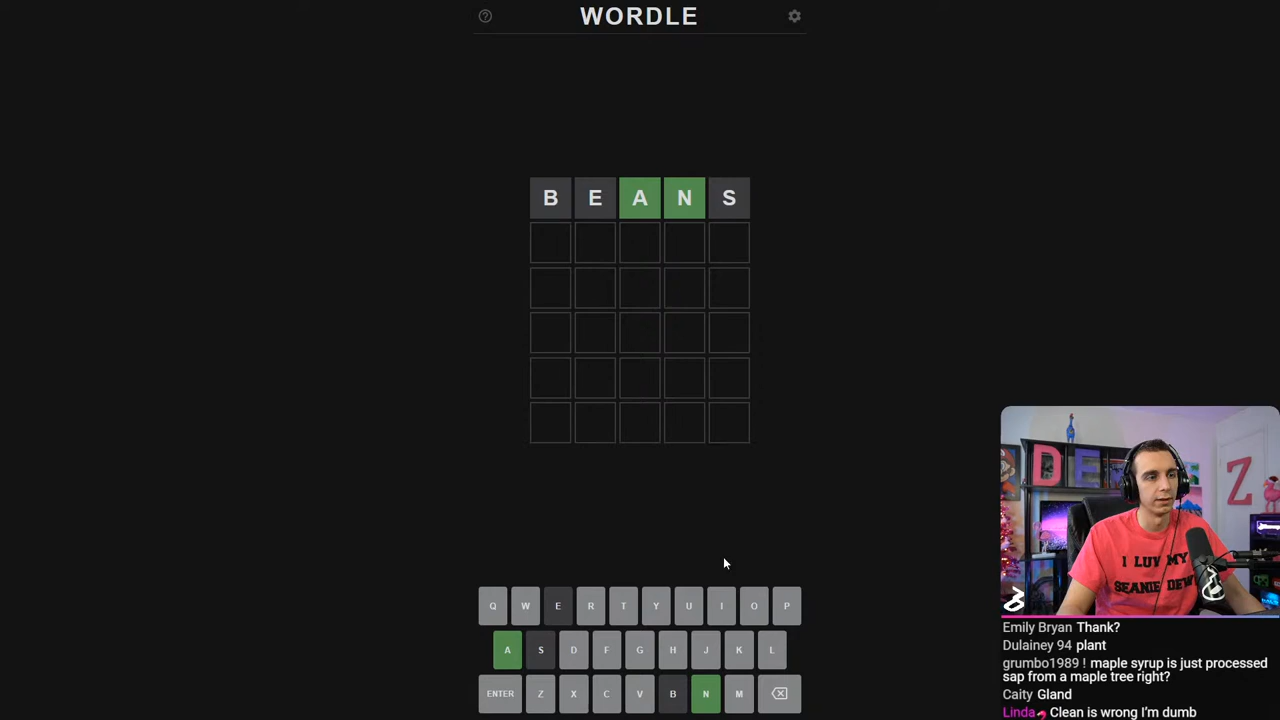 WORDLE
B E A N S
Q W E R T Y U I O P
A S D F G H J K L
ENTER Z X C V B N M
D E W Z
I LUV MY
SEANIE DEW
Emily Bryan Thank?
Dulainey 94 plant
grumbo1989 ! maple syrup is just processed
sap from a maple tree right?
Caity Gland
Linda Clean is wrong I'm dumb